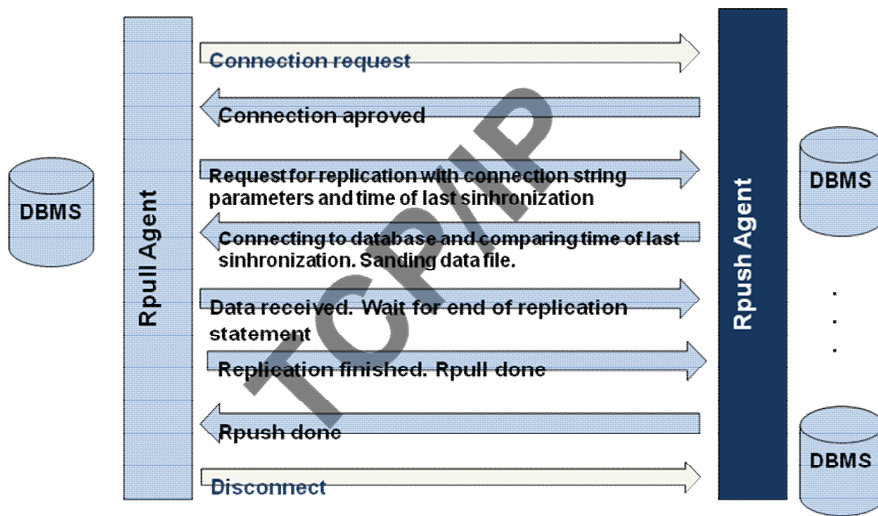 Connection request
Connection aproved
Request for replication with connection string
parameters and time of last sinhronization
Connecting to database and comparing time of last
sinhronization. Sanding data file.
Data received. Wait for end of replication
statement
Replication finished. Rpull done
Rpush done
Disconnect
TCP/IP
DBMS
Rpull Agent
Rpush Agent
DBMS
.
.
.
DBMS